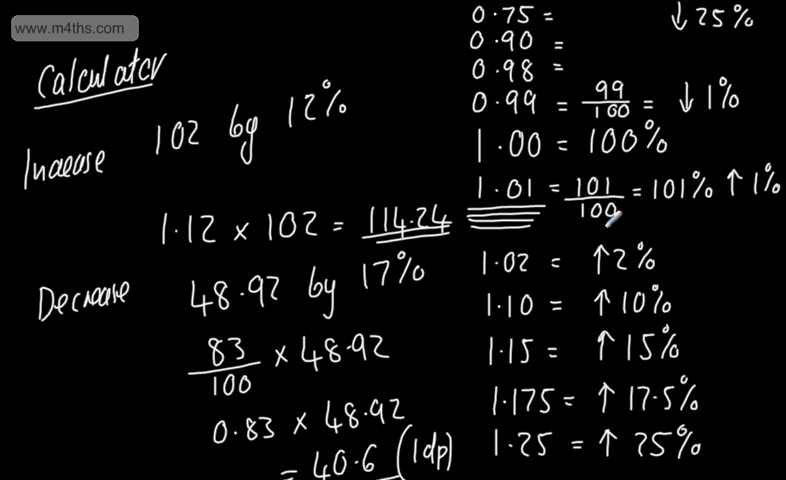 www.m4ths.com
Calculator
Increase 102 by 12%
1.12 × 102 = 114.24
Decrease 48.92 by 17%
83/100 × 48.92
0.83 × 48.92
= 40.6 (1dp)
0.75 = ↓ 25%
0.90 =
0.98 =
0.99 = 99/100 = ↓ 1%
1.00 = 100%
1.01 = 101/100 = 101% ↑ 1%
1.02 = ↑ 2%
1.10 = ↑ 10%
1.15 = ↑ 15%
1.175 = ↑ 17.5%
1.25 = ↑ 25%